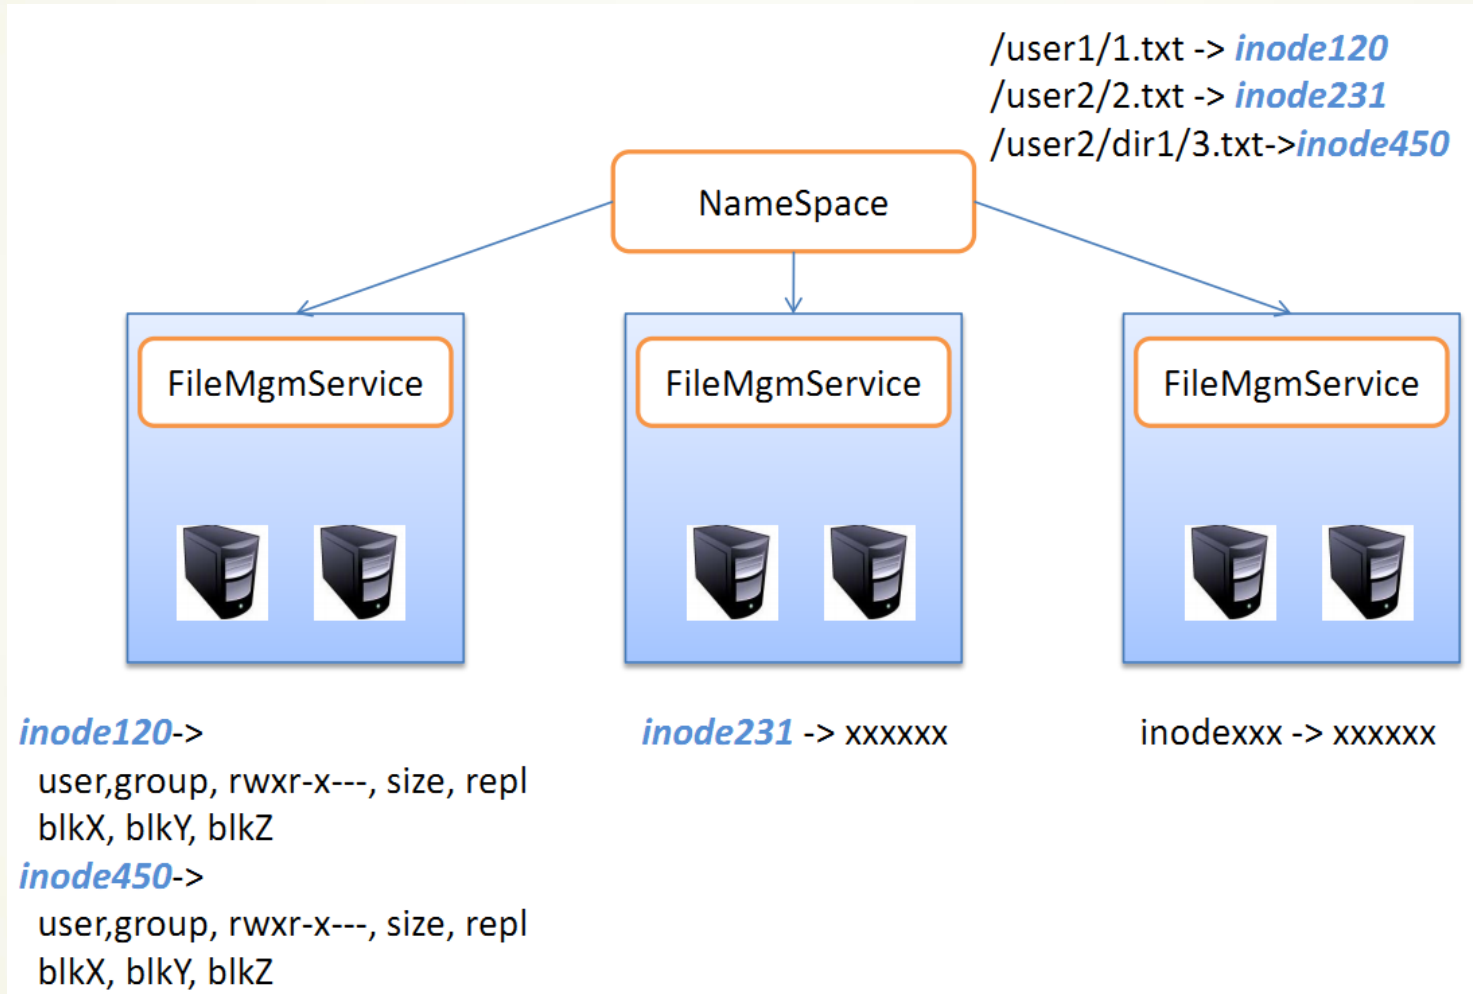 /user1/1.txt -> inode120
/user2/2.txt -> inode231
/user2/dir1/3.txt->inode450
NameSpace
FileMgmService
FileMgmService
FileMgmService
inode120->
user,group, rwxr-x---, size, repl
blkX, blkY, blkZ
inode450->
user,group, rwxr-x---, size, repl
blkX, blkY, blkZ
inode231 -> xxxxxx
inodexxx -> xxxxxx